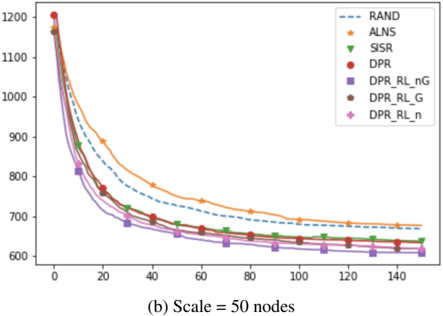 1200
1100
1000
900
800
700
600
0
20
40
60
80
100
120
140
RAND
ALNS
SISR
DPR
DPR_RL_nG
DPR_RL_G
DPR_RL_n
(b) Scale = 50 nodes